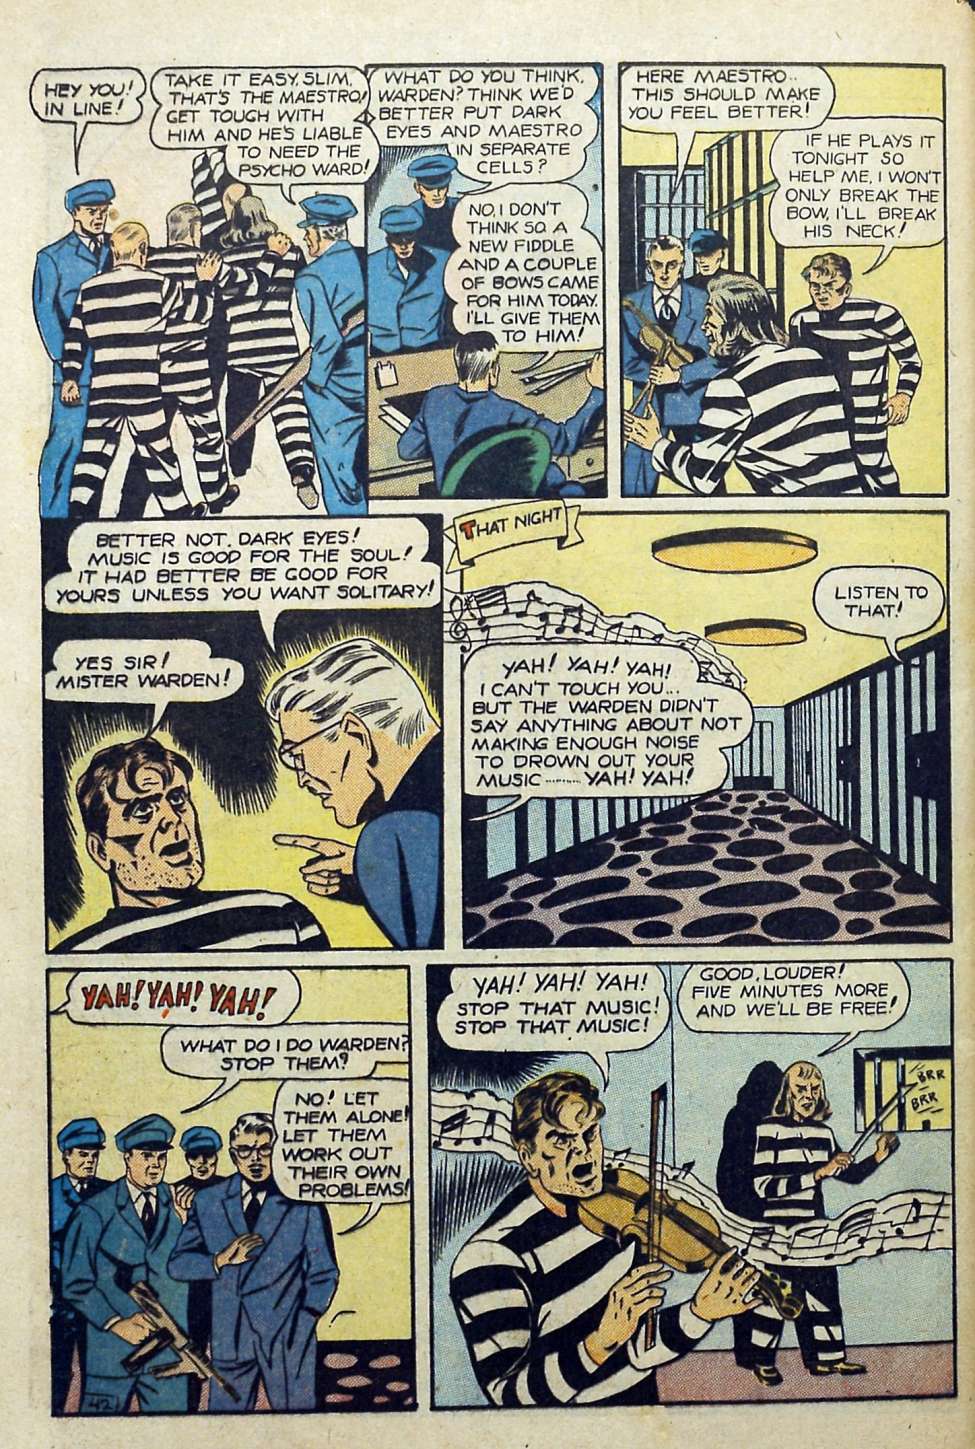 HEY YOU!
IN LINE!
TAKE IT EASY, SLIM,
THAT'S THE MAESTRO!
GET TOUGH WITH
HIM AND HE'S LIABLE
TO NEED THE
PSYCHO WARD!
WHAT DO YOU THINK,
WARDEN? THINK WE'D
BETTER PUT DARK
EYES AND MAESTRO
IN SEPARATE
CELLS?
NO, I DON'T
THINK SO, A
NEW FIDDLE
AND A COUPLE
OF BOWS CAME
FOR HIM TODAY.
I'LL GIVE THEM
TO HIM!
HERE MAESTRO..
THIS SHOULD MAKE
YOU FEEL BETTER!
IF HE PLAYS IT
TONIGHT SO
HELP ME, I WON'T
ONLY BREAK THE
BOW, I'LL BREAK
HIS NECK!
BETTER NOT, DARK EYES!
MUSIC IS GOOD FOR THE SOUL!
IT HAD BETTER BE GOOD FOR
YOURS UNLESS YOU WANT SOLITARY!
YES SIR!
MISTER WARDEN!
THAT NIGHT
YAH! YAH! YAH!
I CAN'T TOUCH YOU...
BUT THE WARDEN DIDN'T
SAY ANYTHING ABOUT NOT
MAKING ENOUGH NOISE
TO DROWN OUT YOUR
MUSIC.......... YAH! YAH!
LISTEN TO
THAT!
YAH! YAH! YAH!
WHAT DO I DO WARDEN?
STOP THEM?
NO! LET
THEM ALONE!
LET THEM
WORK OUT
THEIR OWN
PROBLEMS!
YAH! YAH! YAH!
STOP THAT MUSIC!
STOP THAT MUSIC!
GOOD, LOUDER!
FIVE MINUTES MORE
AND WE'LL BE FREE!
BRR
BRR
42